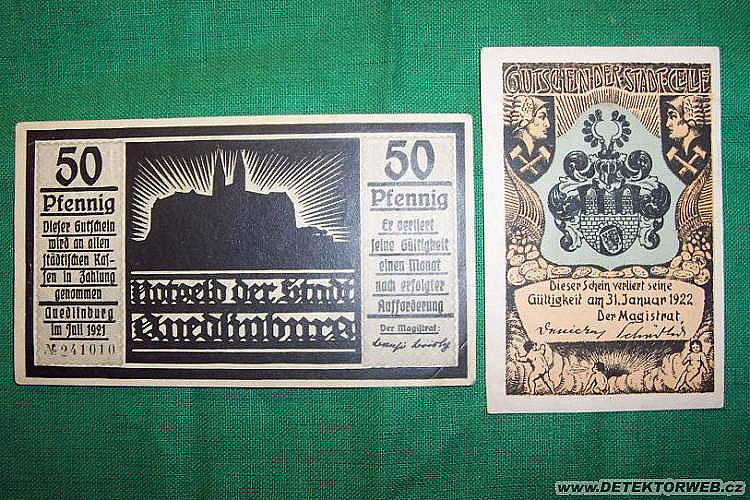 50
Pfennig
Dieser Gutschein
wird an allen
städtischen Kas-
sen in Zahlung
genommen
Quedlinburg
im Juli 1921
№ 241010
Notgeld der Stadt
Quedlinburg
50
Pfennig
Er verliert
seine Gültigkeit
einen Monat
nach erfolgter
Aufforderung
Der Magistrat:
GUTSCHEIN DER STADT CELLE
Dieser Schein verliert seine
Gültigkeit am 31. Januar 1922
Der Magistrat
www.DETEKTORWEB.cz